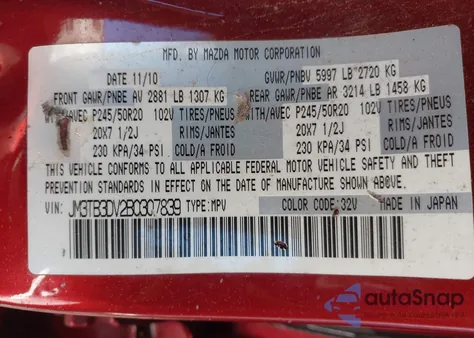 MFD. BY MAZDA MOTOR CORPORATION
DATE 11/10 GVWR/PNBV 5997 LB 2720 KG
FRONT GAWR/PNBE AV 2881 LB 1307 KG REAR GAWR/PNBE AR 3214 LB 1458 KG
WITH/AVEC P245/50R20 102V TIRES/PNEUS WITH/AVEC P245/50R20 102V TIRES/PNEUS
20X7 1/2J RIMS/JANTES 20X7 1/2J RIMS/JANTES
230 KPA/34 PSI COLD/A FROID 230 KPA/34 PSI COLD/A FROID
THIS VEHICLE CONFORMS TO ALL APPLICABLE FEDERAL MOTOR VEHICLE SAFETY AND THEFT
PREVENTION STANDARDS IN EFFECT ON THE DATE OF MANUFACTURE SHOWN ABOVE.
VIN: JM3TB3DV2B0307839 TYPE: MPV COLOR CODE: 32V MADE IN JAPAN
autoSnap